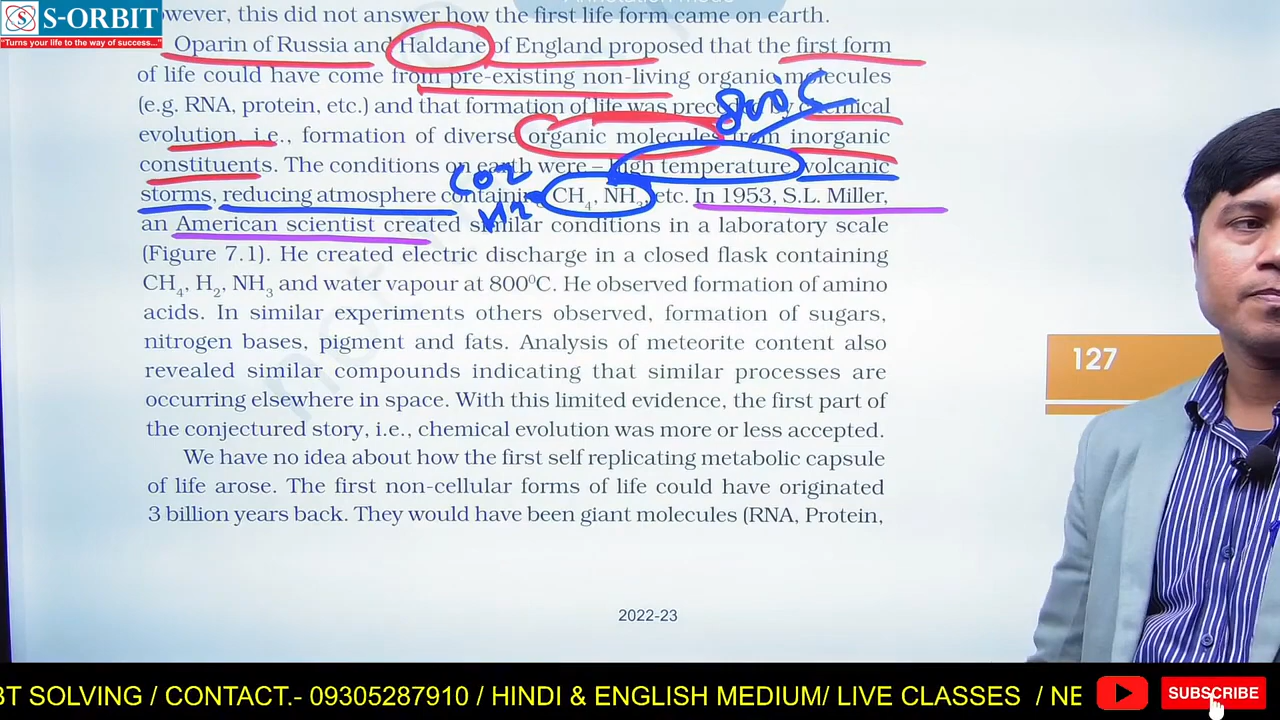 S-ORBIT
"Turns your life to the way of success..."
Annotation mode
owever, this did not answer how the first life form came on earth.
Oparin of Russia and Haldane of England proposed that the first form
of life could have come from pre-existing non-living organic molecules
(e.g. RNA, protein, etc.) and that formation of life was preceded by chemical
evolution, i.e., formation of diverse organic molecules from inorganic
constituents. The conditions on earth were – high temperature, volcanic
storms, reducing atmosphere containing CH₄, NH₃, etc. In 1953, S.L. Miller,
an American scientist created similar conditions in a laboratory scale
(Figure 7.1). He created electric discharge in a closed flask containing
CH₄, H₂, NH₃ and water vapour at 800⁰C. He observed formation of amino
acids. In similar experiments others observed, formation of sugars,
nitrogen bases, pigment and fats. Analysis of meteorite content also
revealed similar compounds indicating that similar processes are
occurring elsewhere in space. With this limited evidence, the first part of
the conjectured story, i.e., chemical evolution was more or less accepted.
We have no idea about how the first self replicating metabolic capsule
of life arose. The first non-cellular forms of life could have originated
3 billion years back. They would have been giant molecules (RNA, Protein,
800°C
CO2
H2
127
2022-23
BT SOLVING / CONTACT.- 09305287910 / HINDI & ENGLISH MEDIUM/ LIVE CLASSES / NE
SUBSCRIBE